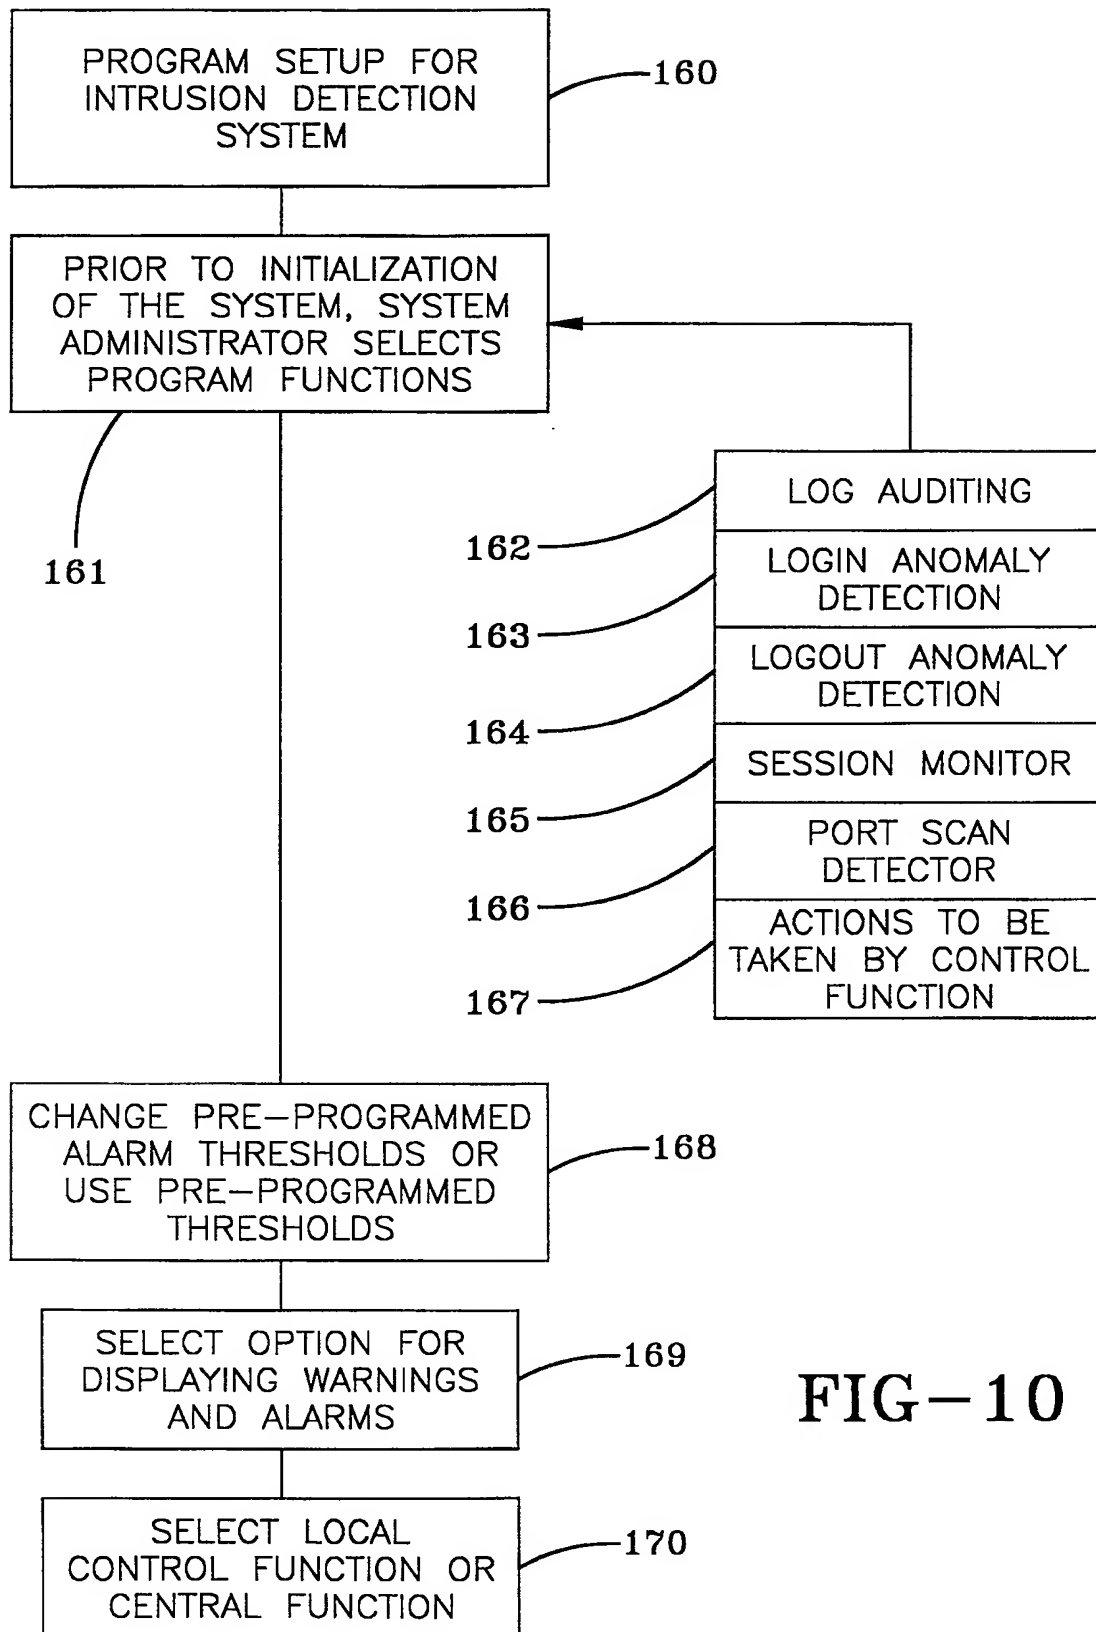 PROGRAM SETUP FOR
INTRUSION DETECTION
SYSTEM
160
PRIOR TO INITIALIZATION
OF THE SYSTEM, SYSTEM
ADMINISTRATOR SELECTS
PROGRAM FUNCTIONS
161
LOG AUDITING
162
LOGIN ANOMALY
DETECTION
163
LOGOUT ANOMALY
DETECTION
164
SESSION MONITOR
165
PORT SCAN
DETECTOR
166
ACTIONS TO BE
TAKEN BY CONTROL
FUNCTION
167
CHANGE PRE-PROGRAMMED
ALARM THRESHOLDS OR
USE PRE-PROGRAMMED
THRESHOLDS
168
SELECT OPTION FOR
DISPLAYING WARNINGS
AND ALARMS
169
FIG-10
SELECT LOCAL
CONTROL FUNCTION OR
CENTRAL FUNCTION
170